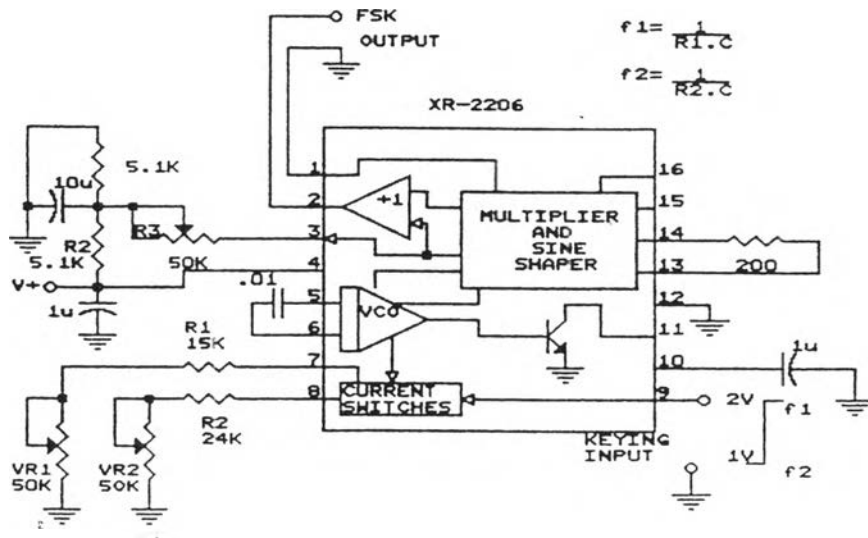 FSK
OUTPUT
f1= 1
R1.C
f2= 1
R2.C
XR-2206
1
2
3
4
5
6
7
8
16
15
14
13
12
11
10
9
5.1K
10u
R2
5.1K
R3
50K
V+
1u
.01
+1
MULTIPLIER
AND
SINE
SHAPER
VCO
200
R1
15K
CURRENT
SWITCHES
R2
24K
VR1
50K
VR2
50K
1u
2V
f1
1V
f2
KEYING
INPUT